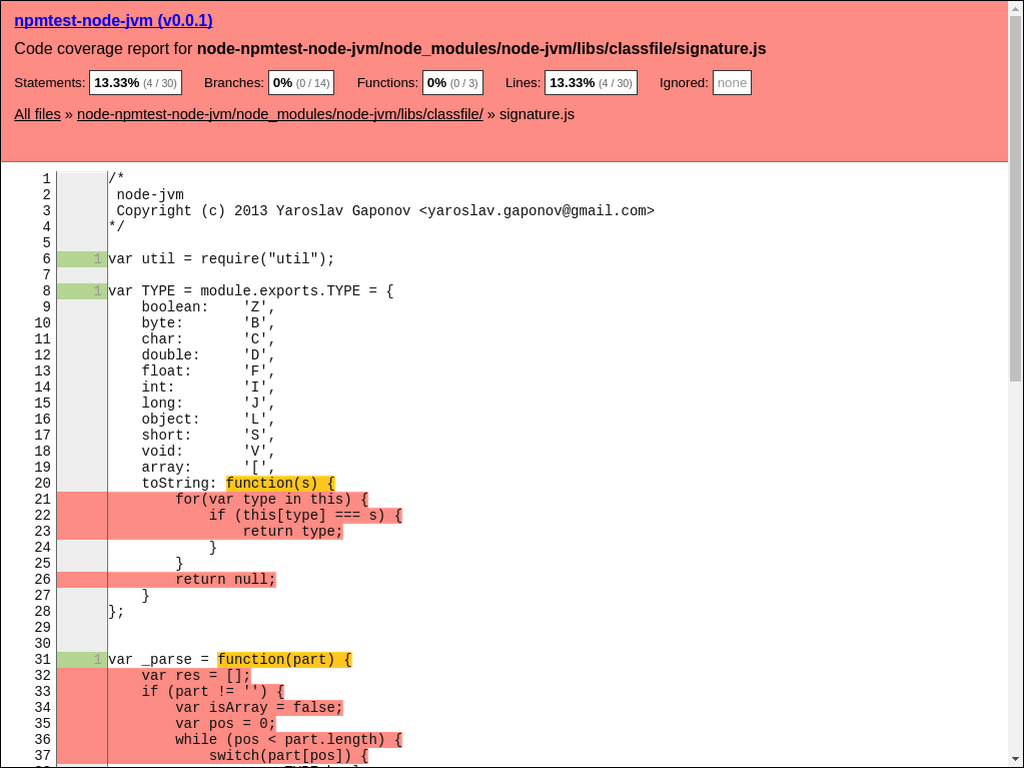 npmtest-node-jvm (v0.0.1)
Code coverage report for node-npmtest-node-jvm/node_modules/node-jvm/libs/classfile/signature.js
Statements: 13.33% (4 / 30) Branches: 0% (0 / 14) Functions: 0% (0 / 3) Lines: 13.33% (4 / 30) Ignored: none
All files » node-npmtest-node-jvm/node_modules/node-jvm/libs/classfile/ » signature.js
1 /*
2  node-jvm
3  Copyright (c) 2013 Yaroslav Gaponov <yaroslav.gaponov@gmail.com>
4 */
5
6 1 var util = require("util");
7
8 1 var TYPE = module.exports.TYPE = {
9     boolean:    'Z',
10     byte:       'B',
11     char:       'C',
12     double:     'D',
13     float:      'F',
14     int:        'I',
15     long:       'J',
16     object:     'L',
17     short:      'S',
18     void:       'V',
19     array:      '[',
20     toString: function(s) {
21         for(var type in this) {
22             if (this[type] === s) {
23                 return type;
24             }
25         }
26         return null;
27     }
28 };
29
30
31 1 var _parse = function(part) {
32     var res = [];
33     if (part != '') {
34         var isArray = false;
35         var pos = 0;
36         while (pos < part.length) {
37             switch(part[pos]) {